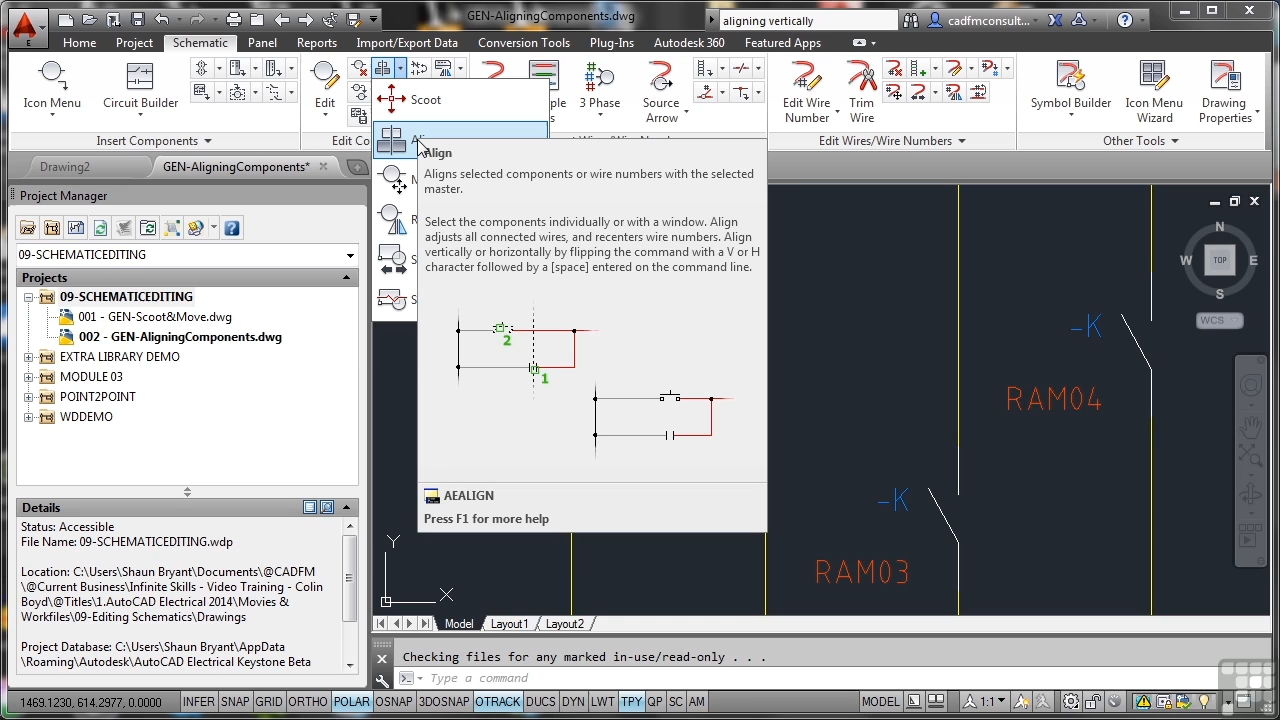 GEN-AligningComponents.dwg
aligning vertically
cadfmconsult...
E
Home Project Schematic Panel Reports Import/Export Data Conversion Tools Plug-Ins Autodesk 360 Featured Apps
Icon Menu
Circuit Builder
Edit
3 Phase
Source
Arrow
Edit Wire
Number
Trim
Wire
Symbol Builder
Icon Menu
Wizard
Drawing
Properties
Insert Components
Edit Co
Edit Wires/Wire Numbers
Scoot
Drawing2
GEN-AligningComponents*
Align
Aligns selected components or wire numbers with the selected
master.
Select the components individually or with a window. Align
adjusts all connected wires, and recenters wire numbers. Align
vertically or horizontally by flipping the command with a V or H
character followed by a [space] entered on the command line.
2
1
AEALIGN
Press F1 for more help
Project Manager
09-SCHEMATICEDITING
Projects
09-SCHEMATICEDITING
001 - GEN-Scoot&Move.dwg
002 - GEN-AligningComponents.dwg
EXTRA LIBRARY DEMO
MODULE 03
POINT2POINT
WDDEMO
Details
Status: Accessible
File Name: 09-SCHEMATICEDITING.wdp
Location: C:\Users\Shaun Bryant\Documents\@CADFM
\@Current Business\Infinite Skills - Video Training - Colin
Boyd\@Titles\1.AutoCAD Electrical 2014\Movies &
Workfiles\09-Editing Schematics\Drawings
Project Database: C:\Users\Shaun Bryant\AppData
\Roaming\Autodesk\AutoCAD Electrical Keystone Beta
N
W TOP E
S
WCS
-K
RAM04
-K
RAM03
Y
X
Model Layout1 Layout2
Checking files for any marked in-use/read-only . . .
Type a command
1469.1230, 614.2977, 0.0000
INFER SNAP GRID ORTHO POLAR OSNAP 3DOSNAP OTRACK DUCS DYN LWT TPY QP SC AM
MODEL
1:1